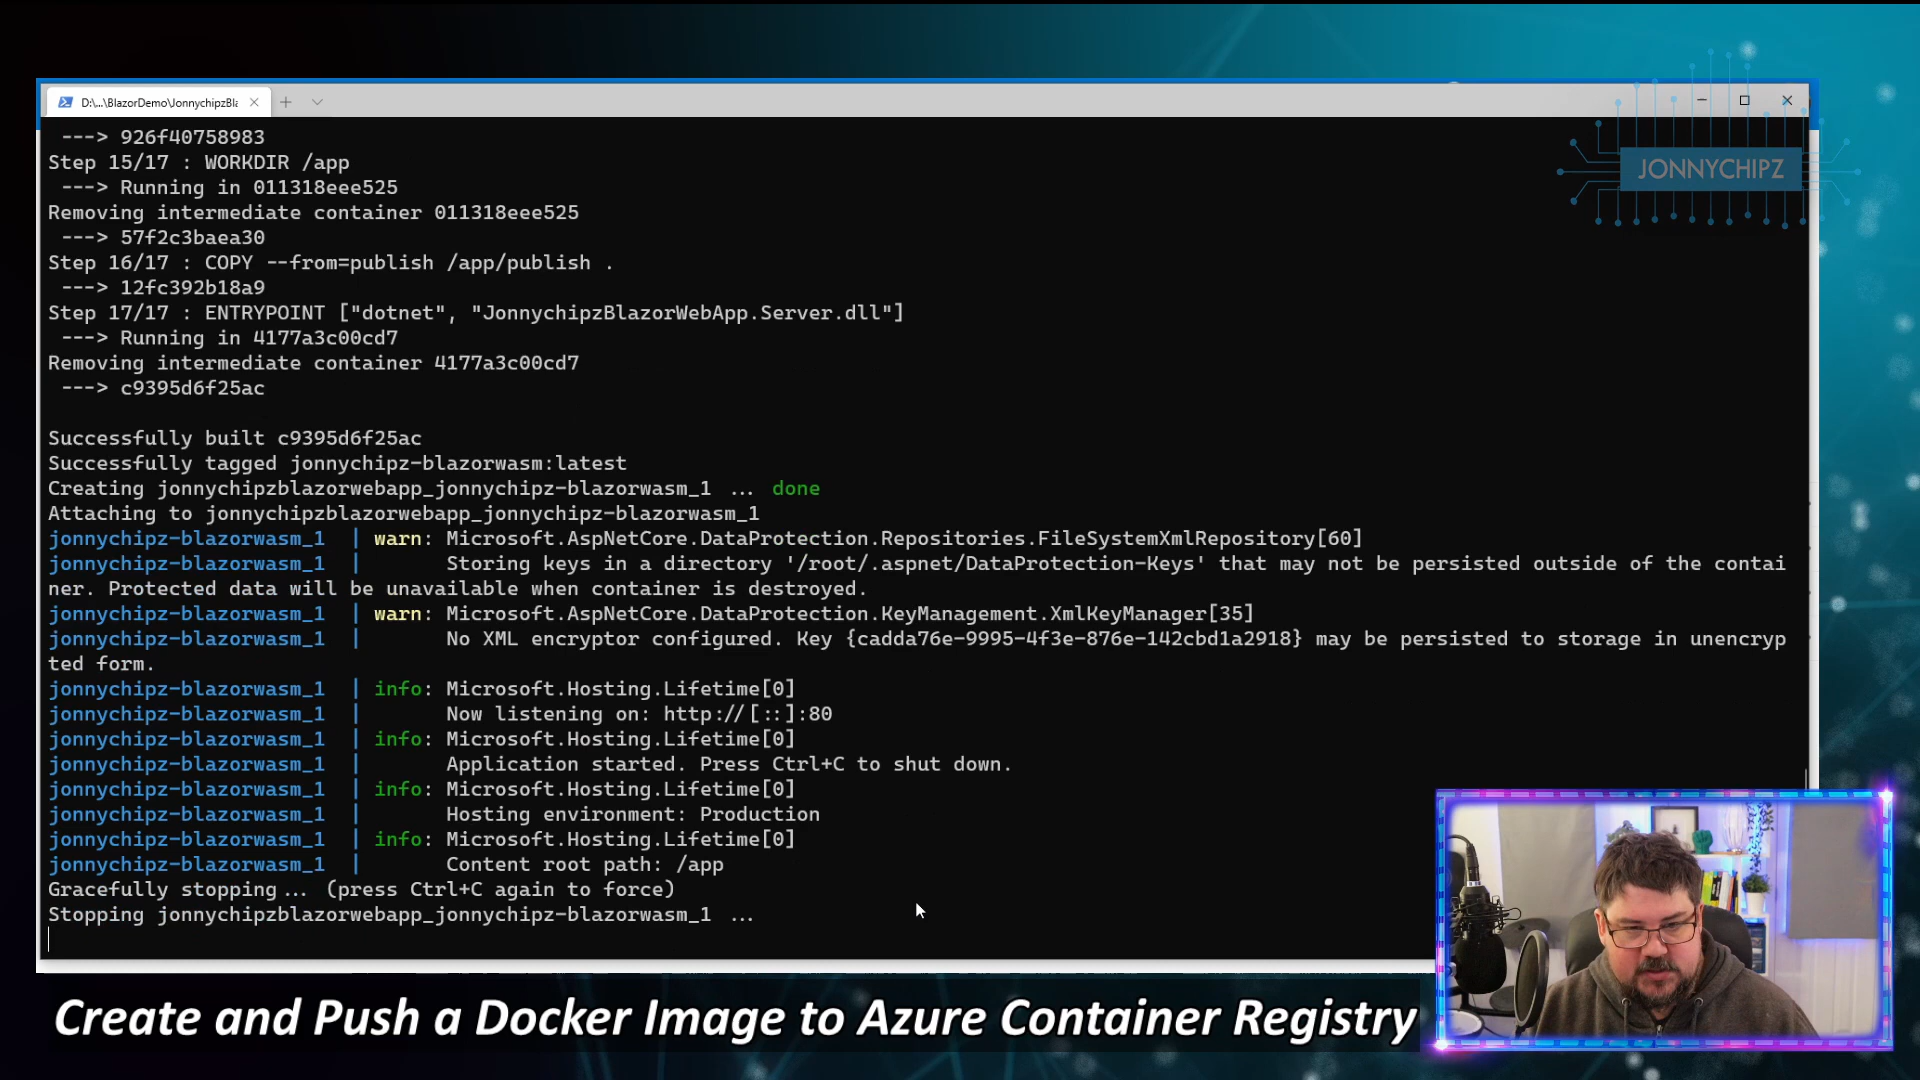 D:\...\BlazorDemo\JonnychipzBla
---> 926f40758983
Step 15/17 : WORKDIR /app
---> Running in 011318eee525
Removing intermediate container 011318eee525
---> 57f2c3baea30
Step 16/17 : COPY --from=publish /app/publish .
---> 12fc392b18a9
Step 17/17 : ENTRYPOINT ["dotnet", "JonnychipzBlazorWebApp.Server.dll"]
---> Running in 4177a3c00cd7
Removing intermediate container 4177a3c00cd7
---> c9395d6f25ac
Successfully built c9395d6f25ac
Successfully tagged jonnychipz-blazorwasm:latest
Creating jonnychipzblazorwebapp_jonnychipz-blazorwasm_1 ... done
Attaching to jonnychipzblazorwebapp_jonnychipz-blazorwasm_1
jonnychipz-blazorwasm_1 | warn: Microsoft.AspNetCore.DataProtection.Repositories.FileSystemXmlRepository[60]
jonnychipz-blazorwasm_1 | Storing keys in a directory '/root/.aspnet/DataProtection-Keys' that may not be persisted outside of the contai
ner. Protected data will be unavailable when container is destroyed.
jonnychipz-blazorwasm_1 | warn: Microsoft.AspNetCore.DataProtection.KeyManagement.XmlKeyManager[35]
jonnychipz-blazorwasm_1 | No XML encryptor configured. Key {cadda76e-9995-4f3e-876e-142cbd1a2918} may be persisted to storage in unencryp
ted form.
jonnychipz-blazorwasm_1 | info: Microsoft.Hosting.Lifetime[0]
jonnychipz-blazorwasm_1 | Now listening on: http://[::]:80
jonnychipz-blazorwasm_1 | info: Microsoft.Hosting.Lifetime[0]
jonnychipz-blazorwasm_1 | Application started. Press Ctrl+C to shut down.
jonnychipz-blazorwasm_1 | info: Microsoft.Hosting.Lifetime[0]
jonnychipz-blazorwasm_1 | Hosting environment: Production
jonnychipz-blazorwasm_1 | info: Microsoft.Hosting.Lifetime[0]
jonnychipz-blazorwasm_1 | Content root path: /app
Gracefully stopping... (press Ctrl+C again to force)
Stopping jonnychipzblazorwebapp_jonnychipz-blazorwasm_1 ...
JONNYCHIPZ
Create and Push a Docker Image to Azure Container Registry